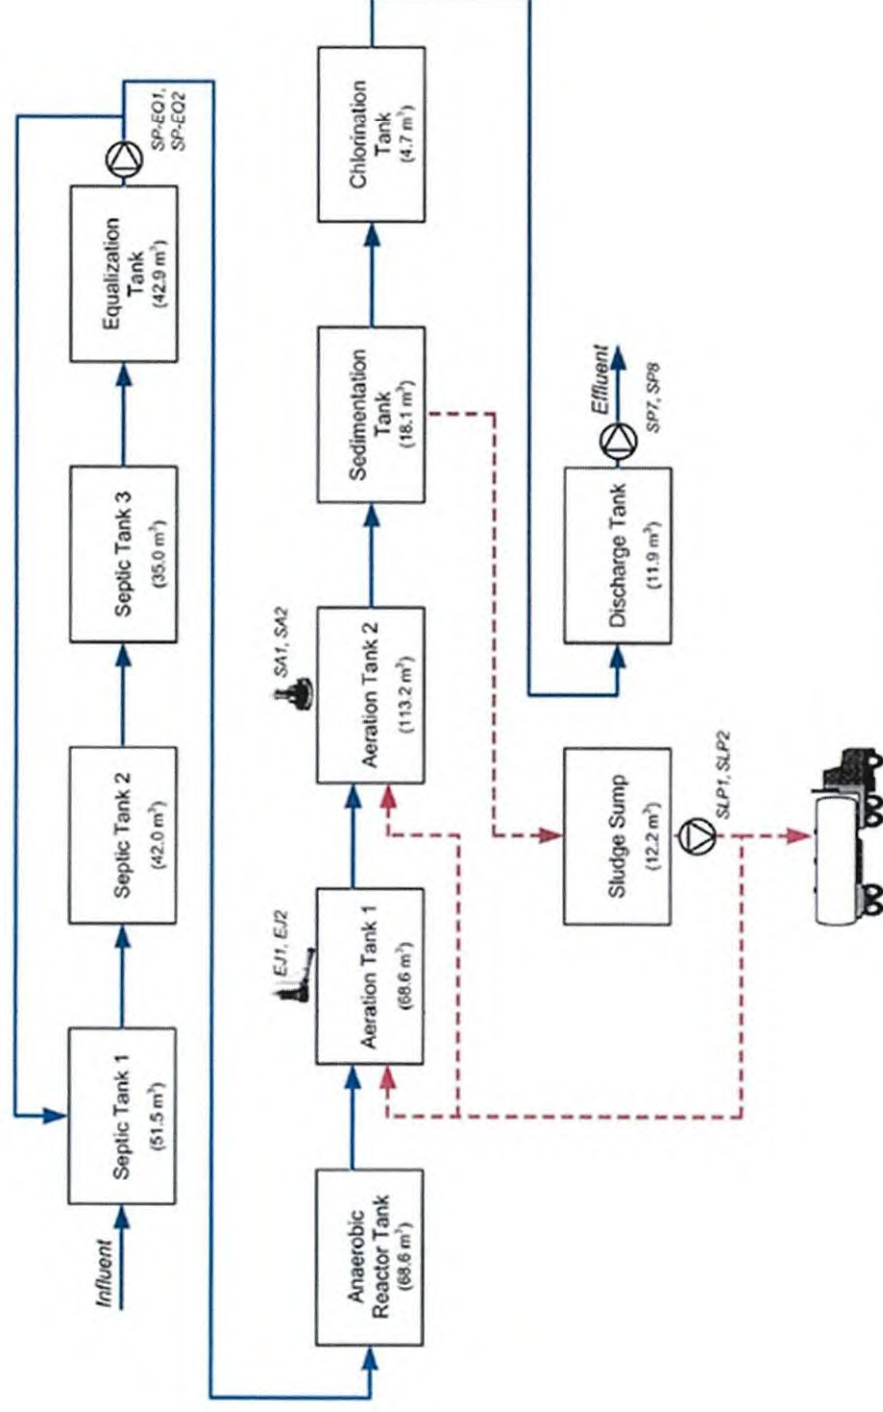 Influent
Septic Tank 1
(51.5 m³)
Septic Tank 2
(42.0 m³)
Septic Tank 3
(35.0 m³)
Equalization
Tank
(42.9 m³)
SP-EQ1,
SP-EQ2
Anaerobic
Reactor Tank
(68.6 m³)
EJ1, EJ2
Aeration Tank 1
(68.6 m³)
SA1, SA2
Aeration Tank 2
(113.2 m³)
Sedimentation
Tank
(18.1 m³)
Chlorination
Tank
(4.7 m³)
Sludge Sump
(12.2 m³)
SLP1, SLP2
Discharge Tank
(11.9 m³)
Effluent
SP7, SP8